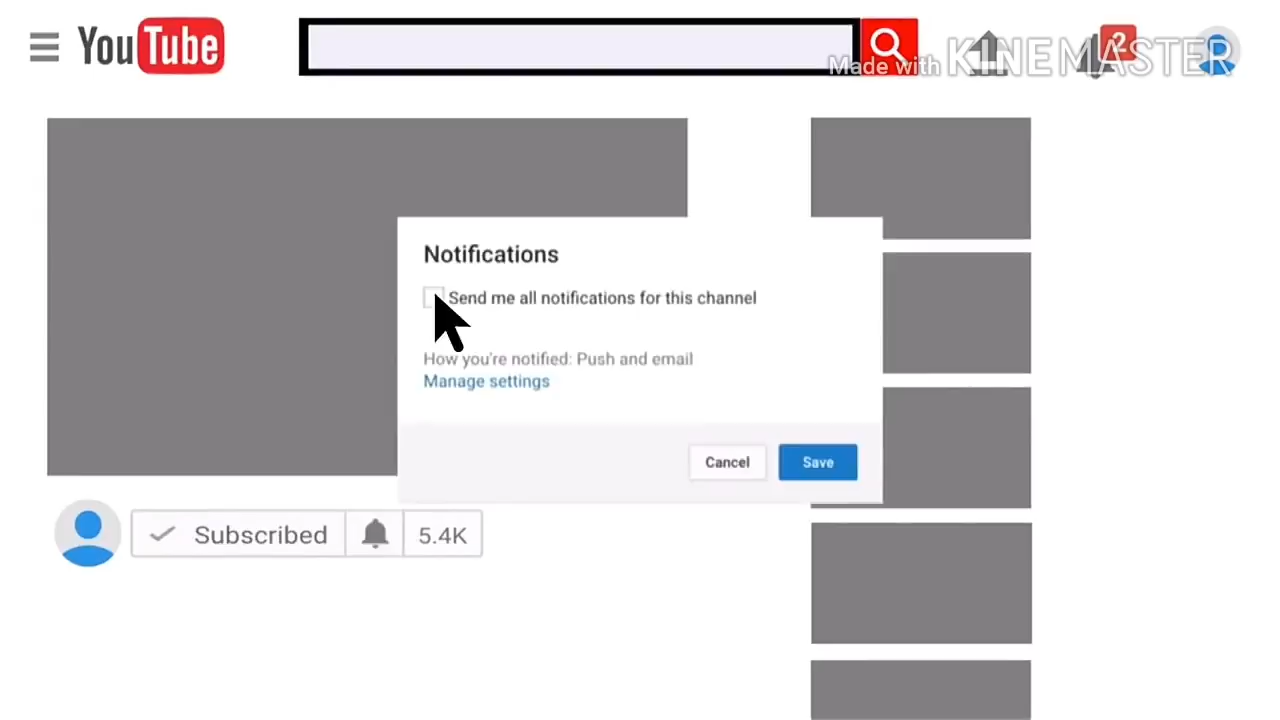 YouTube
2
Made with KINEMASTER
Notifications
Send me all notifications for this channel
How you're notified: Push and email
Manage settings
Cancel
Save
Subscribed
5.4K